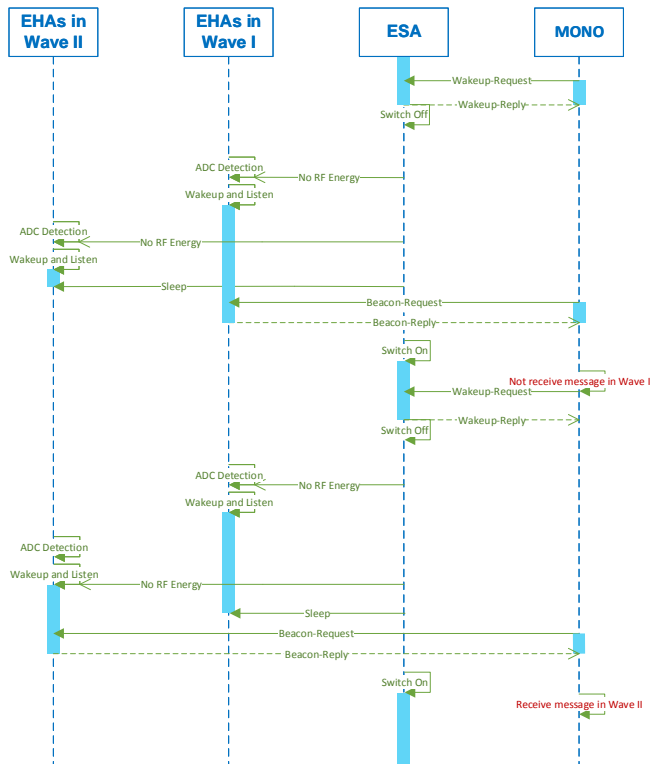 EHAs in
Wave II
EHAs in
Wave I
ESA
MONO
Wakeup-Request
Wakeup-Reply
Switch Off
ADC Detection
No RF Energy
Wakeup and Listen
ADC Detection
No RF Energy
Wakeup and Listen
Sleep
Beacon-Request
Beacon-Reply
Switch On
Not receive message in Wave I
Wakeup-Request
Wakeup-Reply
Switch Off
ADC Detection
No RF Energy
Wakeup and Listen
ADC Detection
Wakeup and Listen
No RF Energy
Sleep
Beacon-Request
Beacon-Reply
Switch On
Receive message in Wave II